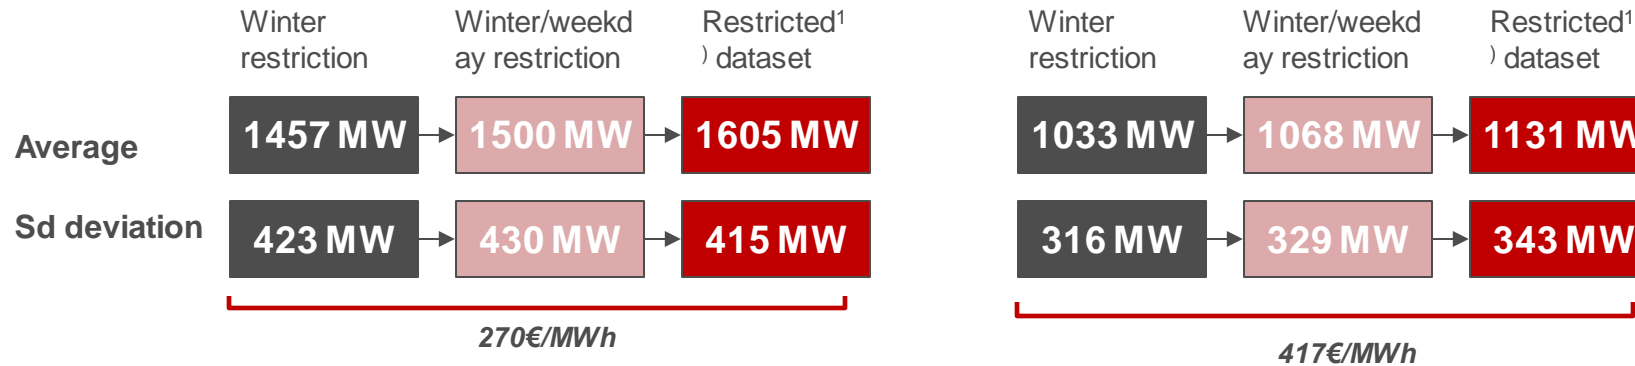 Winter
restriction
Winter/weekd
ay restriction
Restricted¹
⁾ dataset
Winter
restriction
Winter/weekd
ay restriction
Restricted¹
⁾ dataset
Average
1457 MW
1500 MW
1605 MW
1033 MW
1068 MW
1131 MW
Sd deviation
423 MW
430 MW
415 MW
316 MW
329 MW
343 MW
270€/MWh
417€/MWh